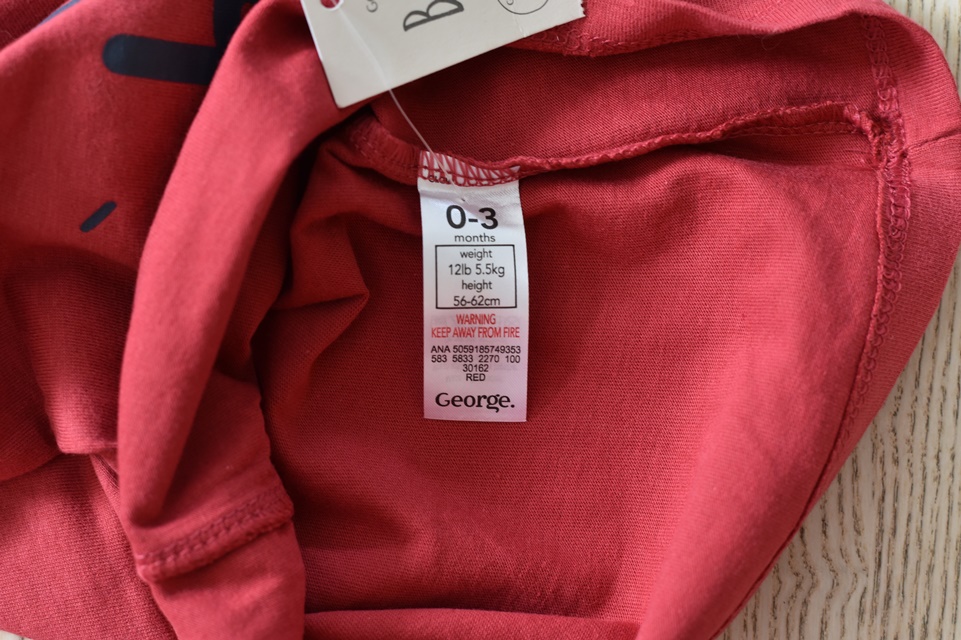 B
0-3
months
weight
12lb 5.5kg
height
56-62cm
WARNING
KEEP AWAY FROM FIRE
ANA 5059185749353
583 5833 2270 100
30162
RED
George.